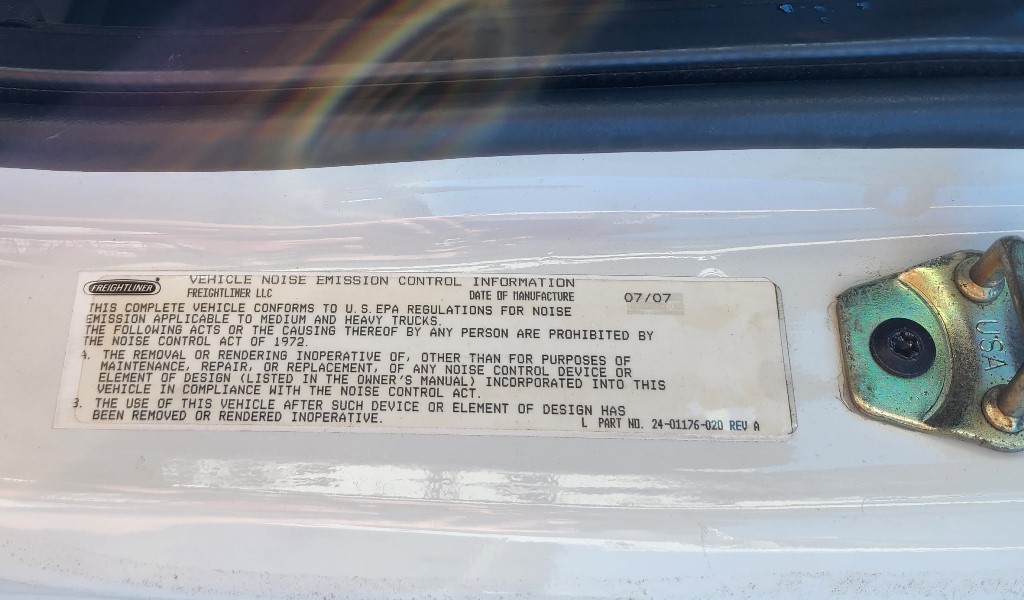 FREIGHTLINER
VEHICLE NOISE EMISSION CONTROL INFORMATION
FREIGHTLINER LLC DATE OF MANUFACTURE 07/07
THIS COMPLETE VEHICLE CONFORMS TO U.S.EPA REGULATIONS FOR NOISE
EMISSION APPLICABLE TO MEDIUM AND HEAVY TRUCKS.
THE FOLLOWING ACTS OR THE CAUSING THEREOF BY ANY PERSON ARE PROHIBITED BY
THE NOISE CONTROL ACT OF 1972.
THE REMOVAL OR RENDERING INOPERATIVE OF, OTHER THAN FOR PURPOSES OF
MAINTENANCE, REPAIR, OR REPLACEMENT, OF ANY NOISE CONTROL DEVICE OR
ELEMENT OF DESIGN (LISTED IN THE OWNER'S MANUAL) INCORPORATED INTO THIS
VEHICLE IN COMPLIANCE WITH THE NOISE CONTROL ACT.
THE USE OF THIS VEHICLE AFTER SUCH DEVICE OR ELEMENT OF DESIGN HAS
BEEN REMOVED OR RENDERED INOPERATIVE.
L PART NO. 24-01176-020 REV A
USA